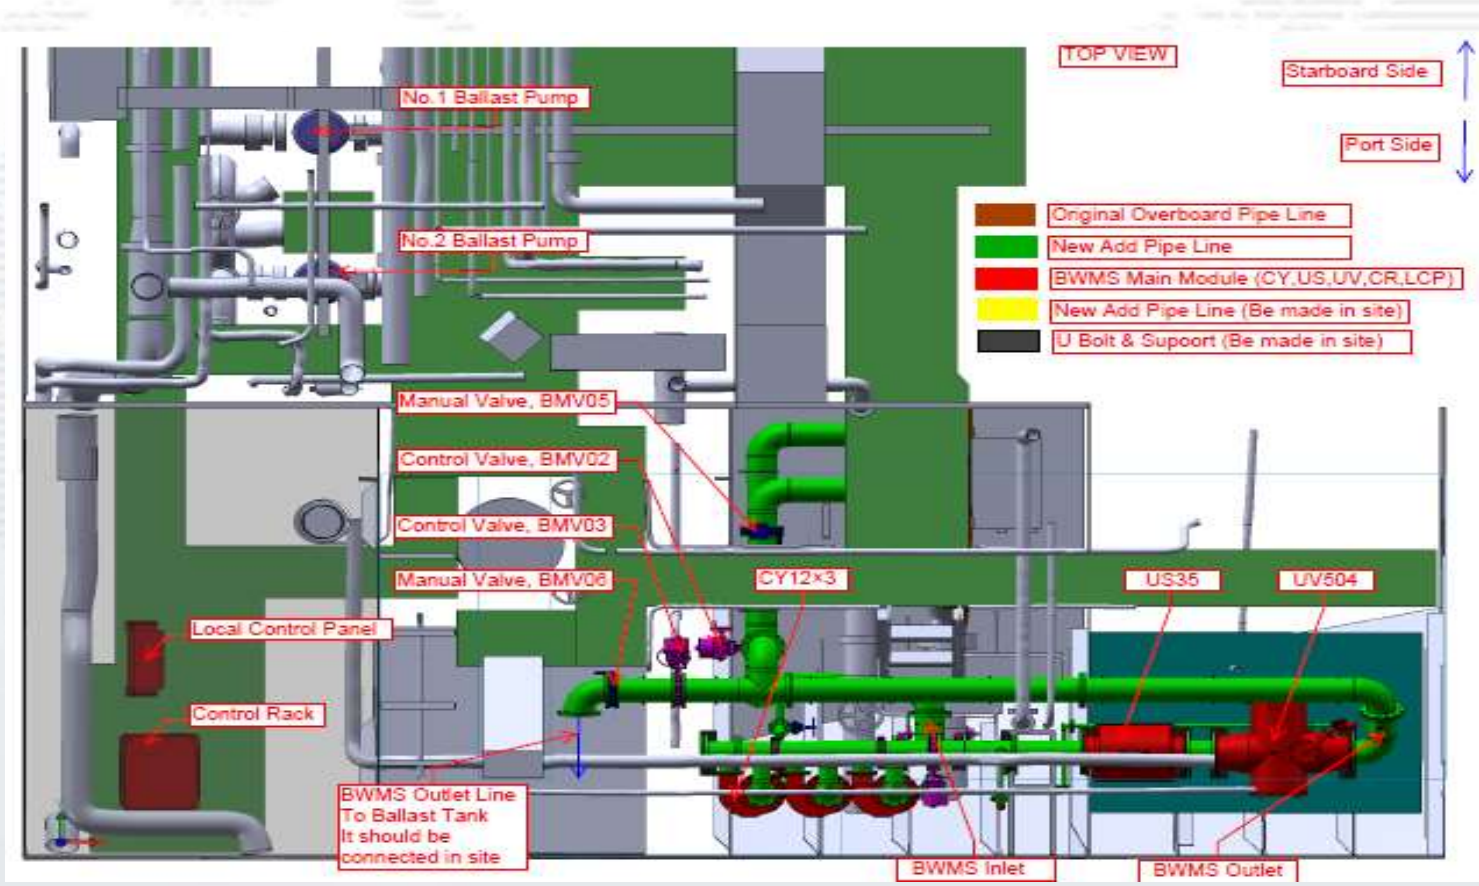 TOP VIEW
Starboard Side
No.1 Ballast Pump
Port Side
Original Overboard Pipe Line
No.2 Ballast Pump
New Add Pipe Line
BWMS Main Module (CY,US,UV,CR,LCP)
New Add Pipe Line (Be made in site)
U Bolt & Supoort (Be made in site)
Manual Valve, BMV05
Control Valve, BMV02
Control Valve, BMV03
Manual Valve, BMV06
CY12×3
US35
UV504
Local Control Panel
Control Rack
BWMS Outlet Line
To Ballast Tank
It should be
connected in site
BWMS Inlet
BWMS Outlet